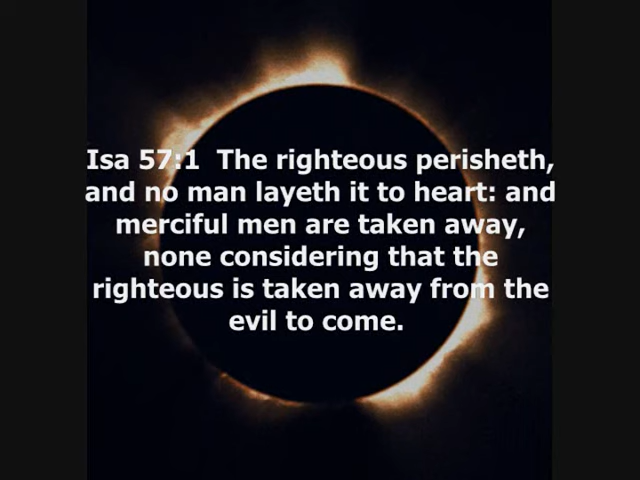 Isa 57:1  The righteous perisheth,
and no man layeth it to heart: and
merciful men are taken away,
none considering that the
righteous is taken away from the
evil to come.